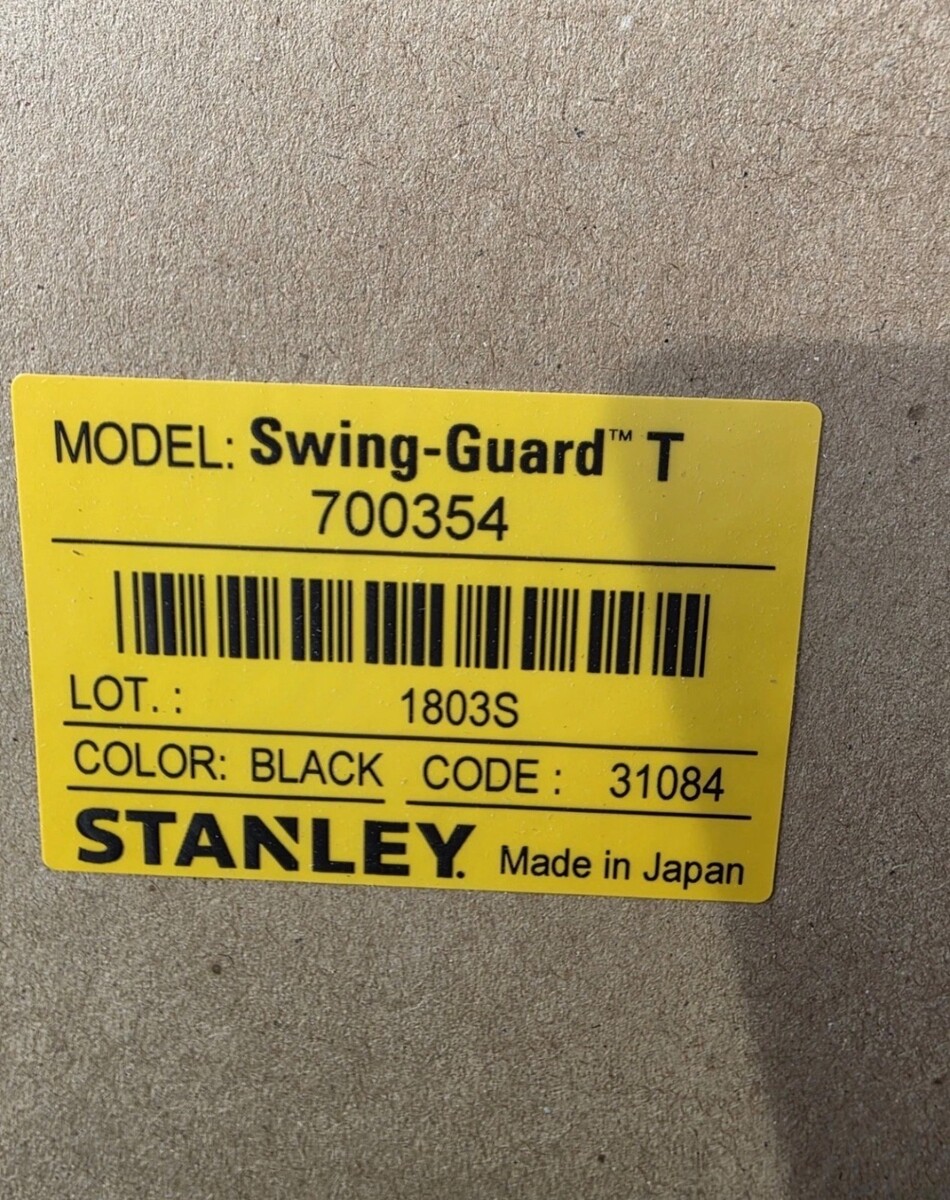 MODEL: Swing-Guard™ T
700354
LOT. : 1803S
COLOR: BLACK CODE : 31084
STANLEY. Made in Japan